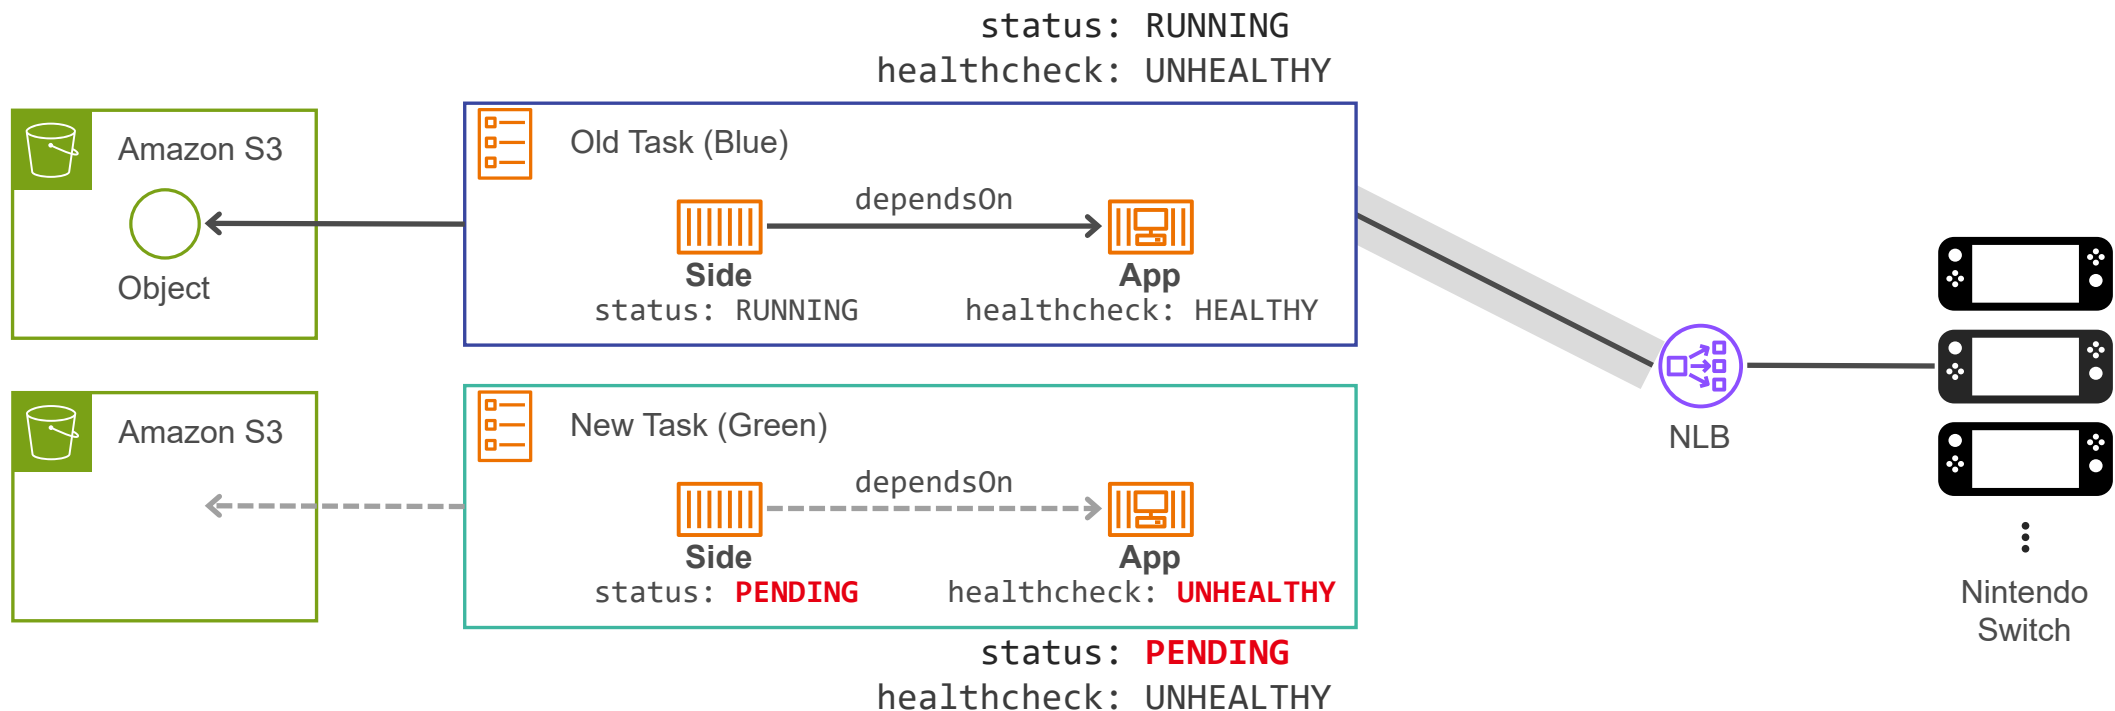 status: RUNNING
healthcheck: UNHEALTHY
Amazon S3
Object
Old Task (Blue)
dependsOn
Side
App
status: RUNNING
healthcheck: HEALTHY
Amazon S3
New Task (Green)
dependsOn
Side
App
status: PENDING
healthcheck: UNHEALTHY
status: PENDING
healthcheck: UNHEALTHY
NLB
Nintendo
Switch